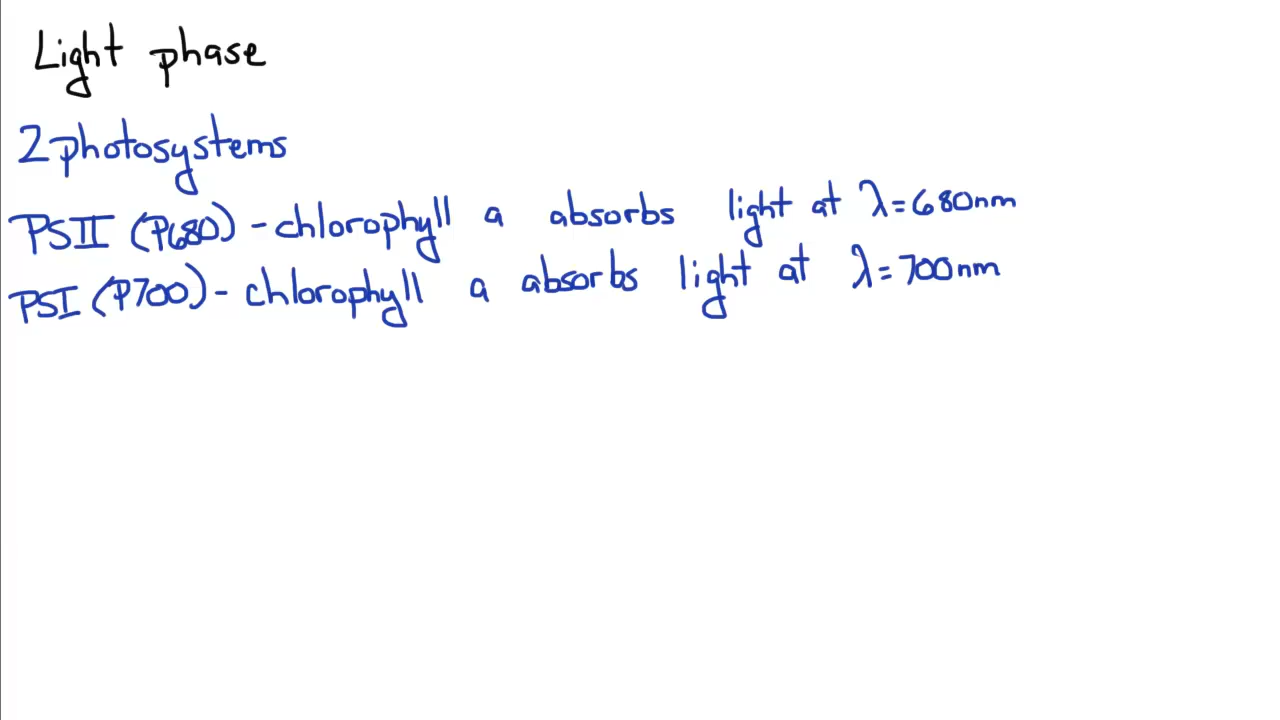 Light phase
2 photosystems
PSII (P680) - chlorophyll a absorbs light at λ=680nm
PSI (P700) - chlorophyll a absorbs light at λ=700nm